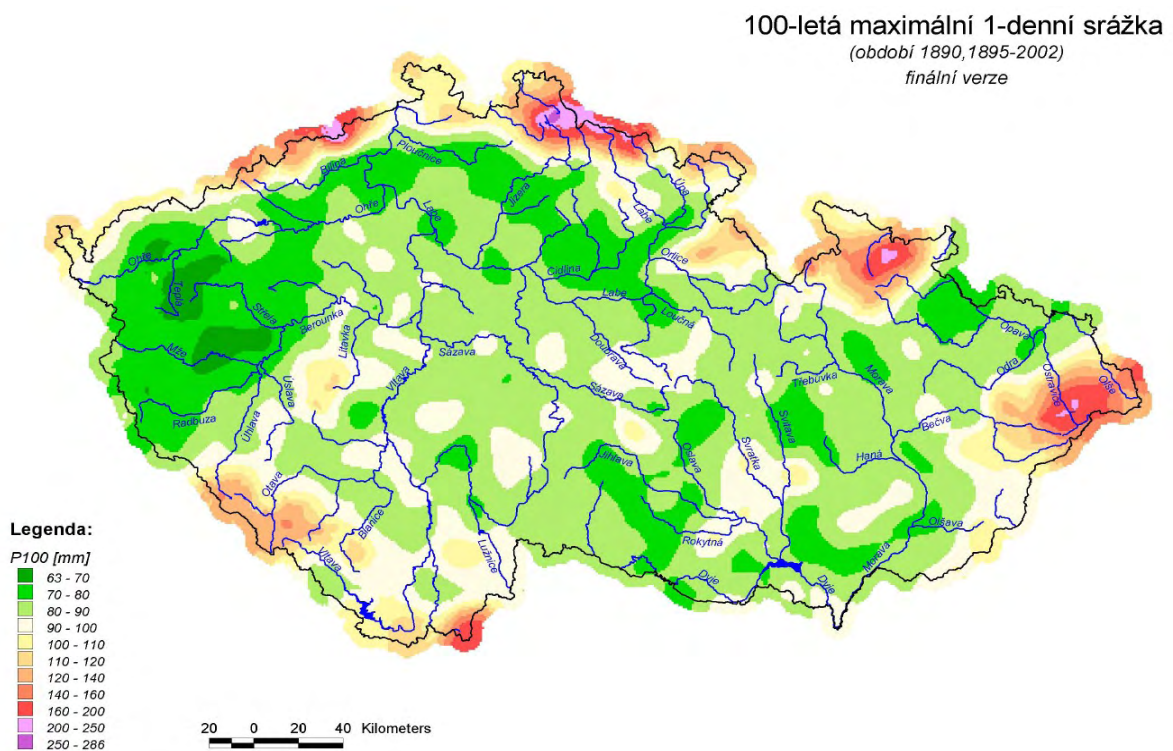 100-letá maximální 1-denní srážka
(období 1890,1895-2002)
finální verze
Ploučnice
Bílina
Jizera
Úpa
Ohře
Labe
Labe
Orlice
Ohře
Cidlina
Teplá
Labe
Střela
Loučná
Opava
Berounka
Litavka
Doubrava
Mže
Sázava
Morava
Odra
Olše
Ostravice
Třebůvka
Vltava
Sázava
Úslava
Radbuza
Svitava
Bečva
Úhlava
Oslava
Svratka
Haná
Jihlava
Otava
Blanice
Olšava
Rokytná
Lužnice
Morava
Vltava
Dyje
Dyje
Legenda:
P100 [mm]
63 - 70
70 - 80
80 - 90
90 - 100
100 - 110
110 - 120
120 - 140
140 - 160
160 - 200
200 - 250
250 - 286
20 0 20 40 Kilometers